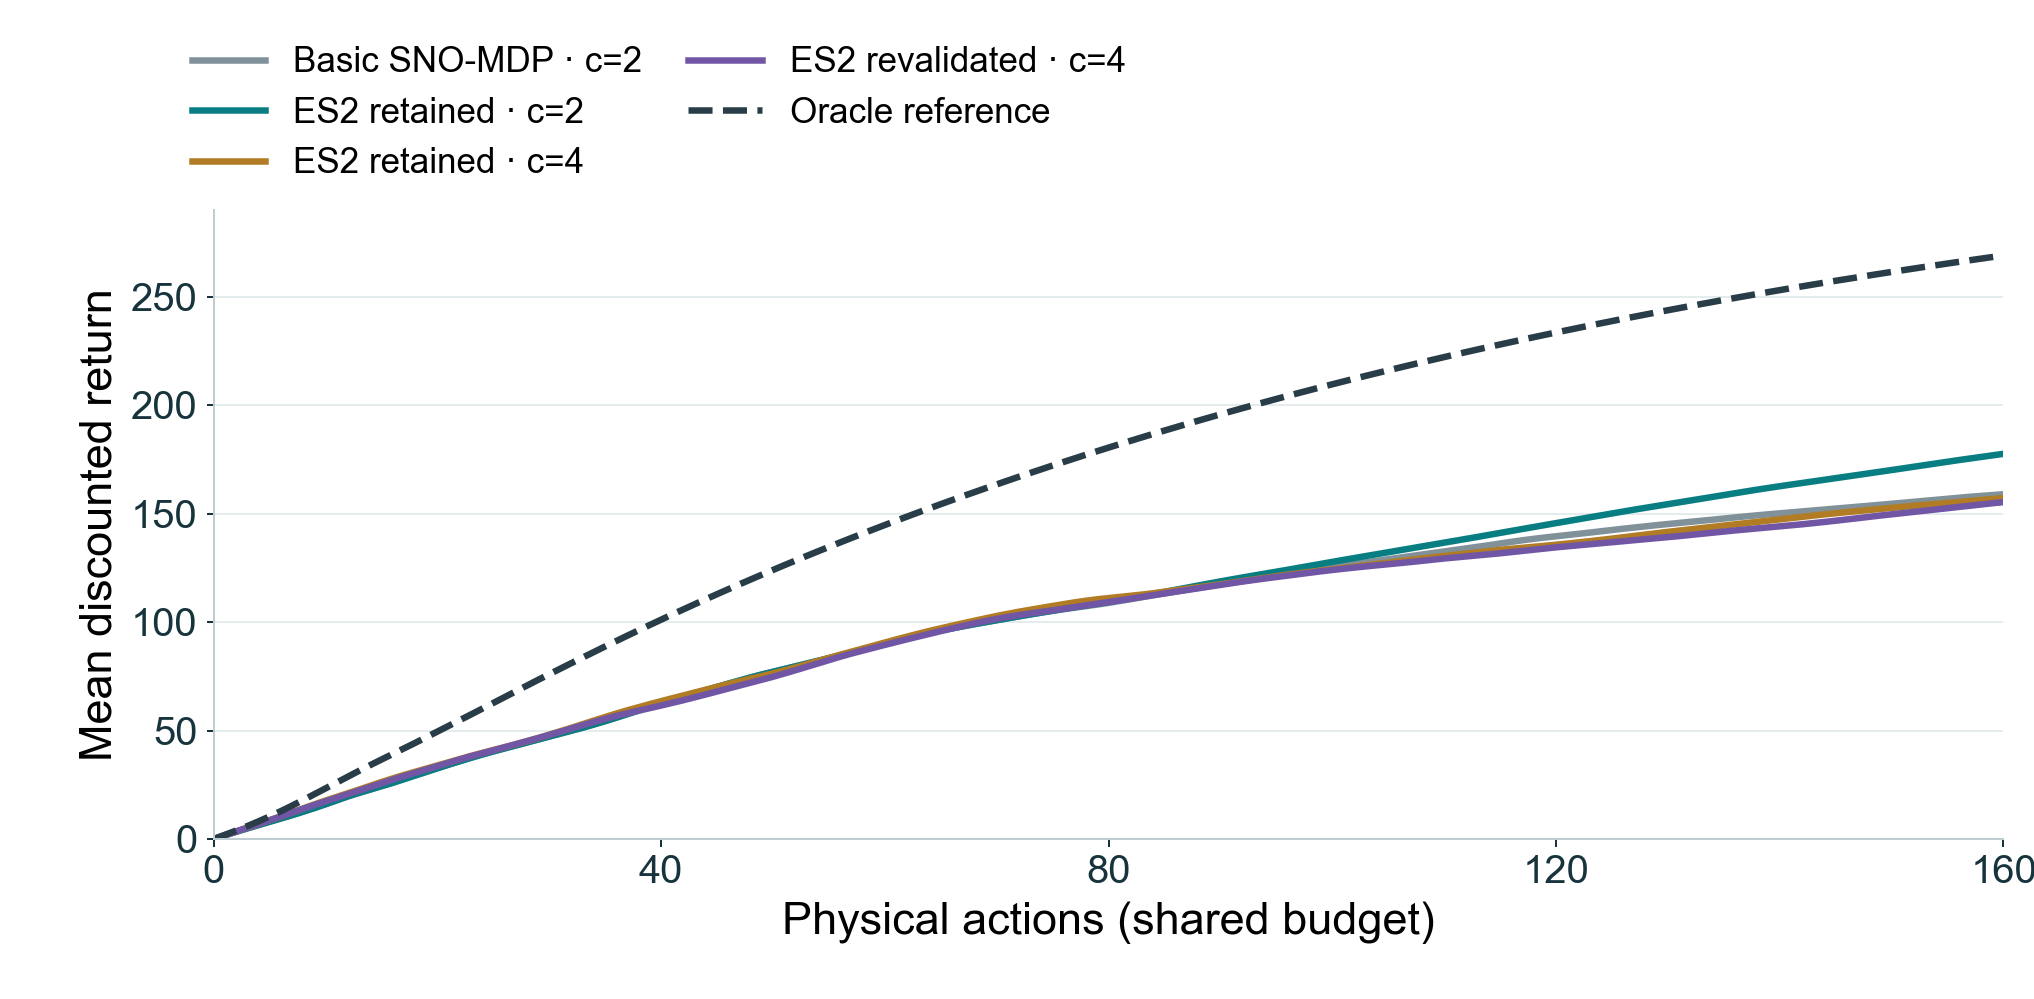 Basic SNO-MDP · c=2
ES2 retained · c=2
ES2 retained · c=4
ES2 revalidated · c=4
Oracle reference
Mean discounted return
250
200
150
100
50
0
0 40 80 120 160
Physical actions (shared budget)